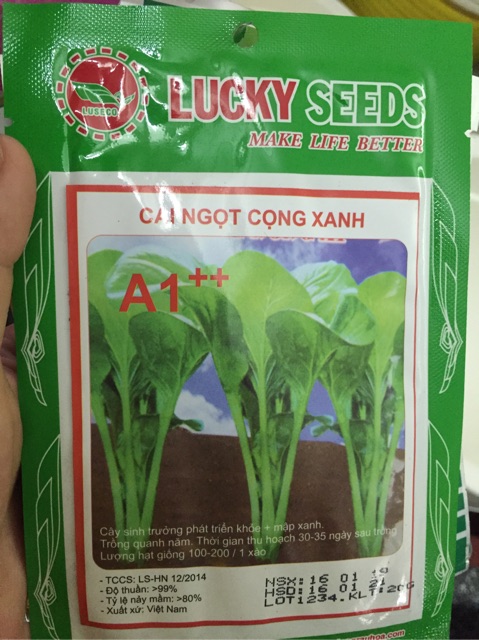 LUSECO
LUCKY SEEDS
MAKE LIFE BETTER
CẢI NGỌT CỌNG XANH
A1++
Cây sinh trưởng phát triển khỏe + mập xanh.
Trồng quanh năm. Thời gian thu hoạch 30-35 ngày sau trồng
Lượng hạt giống 100-200 / 1 xào
- TCCS: LS-HN 12/2014
- Độ thuần: >99%
- Tỷ lệ nảy mầm: >80%
- Xuất xứ: Việt Nam
NSX: 16 01 19
HSD: 16 01
LOT1234.KLT:20G